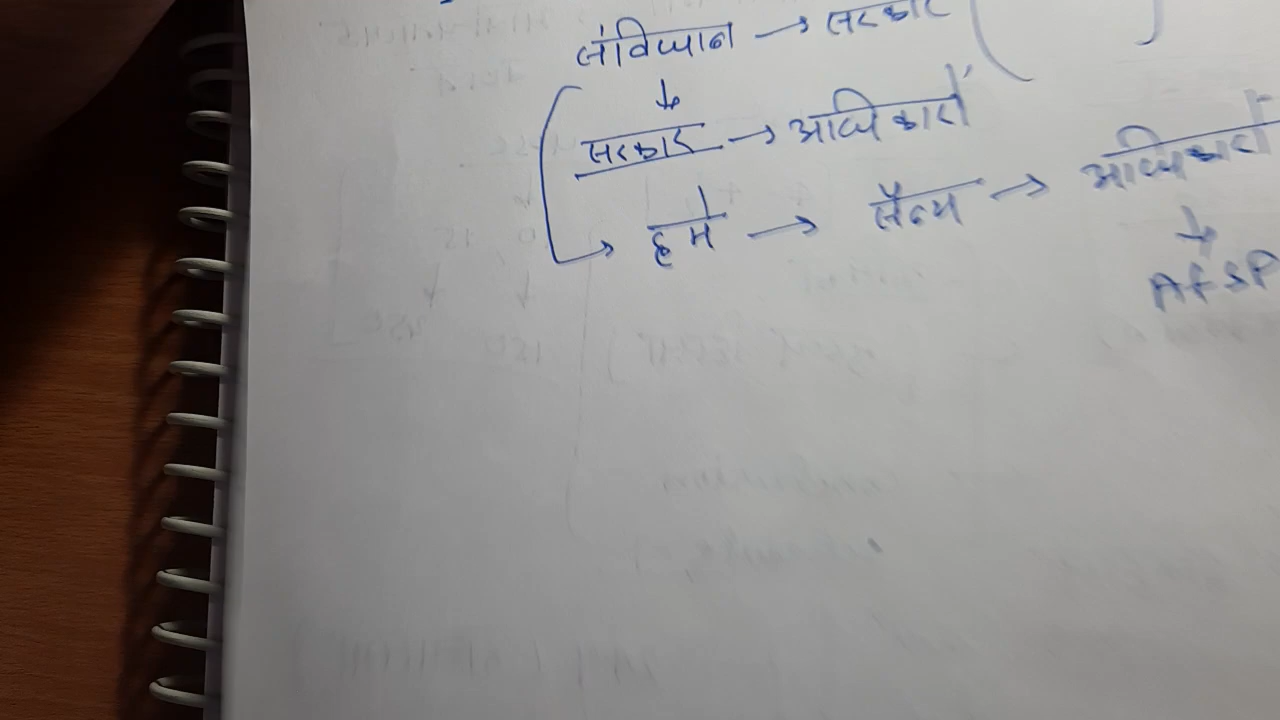 संविधान → सरकार
↓
सरकार → अधिकारों
हमे → सैन्य → अधिकारों
↓
AFSP